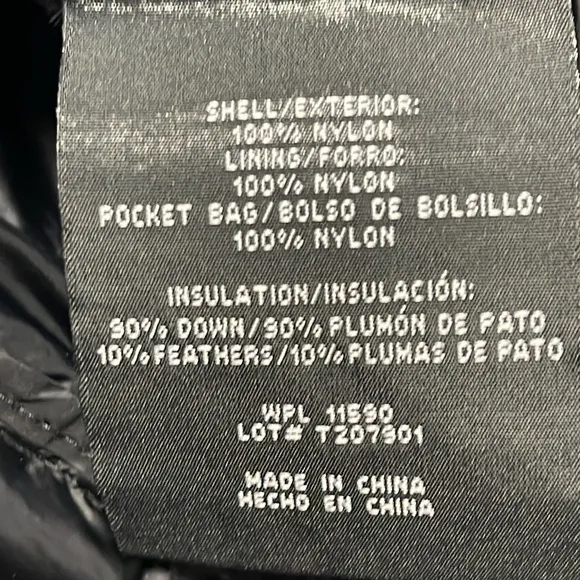 SHELL/EXTERIOR:
100% NYLON
LINING/FORRO:
100% NYLON
POCKET BAG/BOLSO DE BOLSILLO:
100% NYLON
INSULATION/INSULACIÓN:
90% DOWN/90% PLUMÓN DE PATO
10% FEATHERS/10% PLUMAS DE PATO
WPL 11590
LOT# T207901
MADE IN CHINA
HECHO EN CHINA